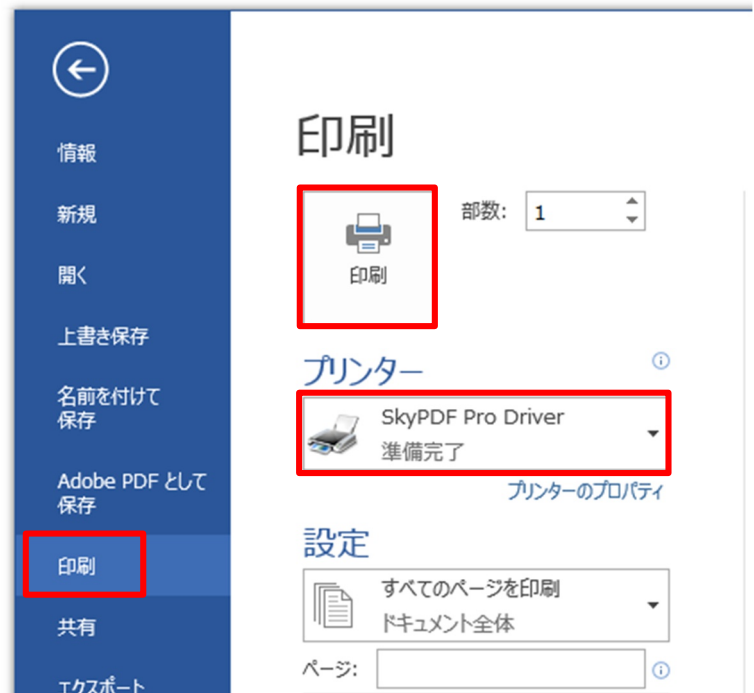 情報
新規
開く
上書き保存
名前を付けて
保存
Adobe PDF として
保存
印刷
共有
エクスポート
印刷
印刷
部数: 1
プリンター
SkyPDF Pro Driver
準備完了
プリンターのプロパティ
設定
すべてのページを印刷
ドキュメント全体
ページ: